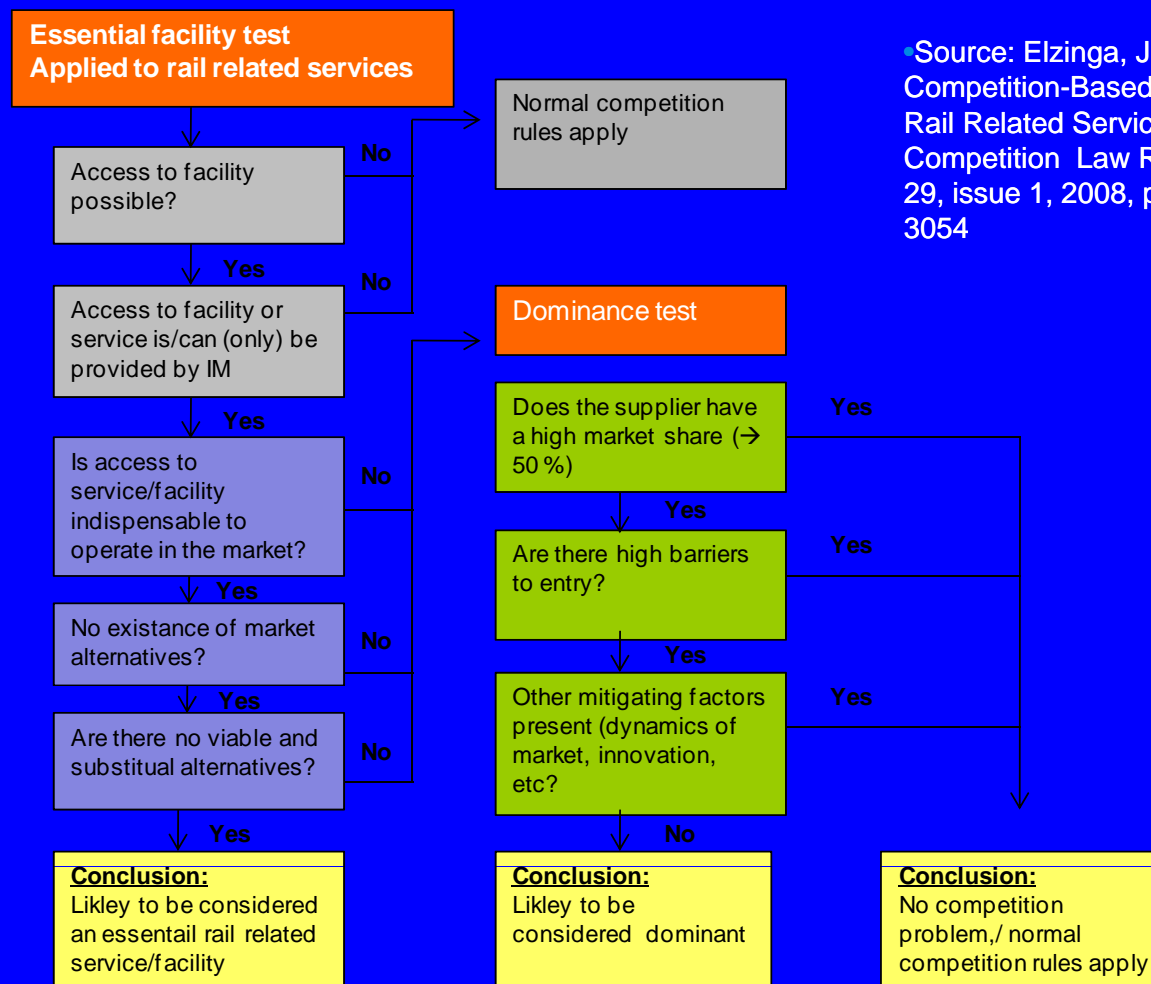 Essential facility test
Applied to rail related services
•Source: Elzinga, J
Competition-Based
Rail Related Servic
Competition Law R
29, issue 1, 2008, p
3054
Normal competition
rules apply
No
Access to facility
possible?
Yes
No
Access to facility or
service is/can (only) be
provided by IM
Dominance test
Yes
Does the supplier have
a high market share (→
50 %)
Yes
Is access to
service/facility
indispensable to
operate in the market?
No
Yes
Yes
Are there high barriers
to entry?
Yes
No existance of market
alternatives?
No
Yes
Yes
Other mitigating factors
present (dynamics of
market, innovation,
etc?
Yes
Are there no viable and
substitual alternatives?
No
Yes
No
Conclusion:
Likley to be considered
an essentail rail related
service/facility
Conclusion:
Likley to be
considered dominant
Conclusion:
No competition
problem,/ normal
competition rules apply